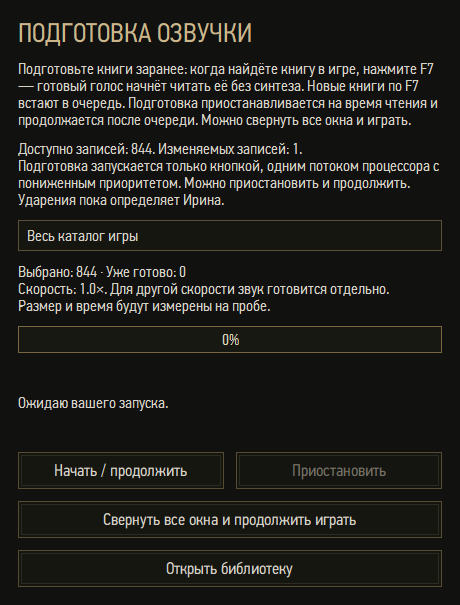 ПОДГОТОВКА ОЗВУЧКИ
Подготовьте книги заранее: когда найдёте книгу в игре, нажмите F7
— готовый голос начнёт читать её без синтеза. Новые книги по F7
встают в очередь. Подготовка приостанавливается на время чтения и
продолжается после очереди. Можно свернуть все окна и играть.
Доступно записей: 844. Изменяемых записей: 1.
Подготовка запускается только кнопкой, одним потоком процессора с
пониженным приоритетом. Можно приостановить и продолжить.
Ударения пока определяет Ирина.
Весь каталог игры
Выбрано: 844 · Уже готово: 0
Скорость: 1.0×. Для другой скорости звук готовится отдельно.
Размер и время будут измерены на пробе.
0%
Ожидаю вашего запуска.
Начать / продолжить
Приостановить
Свернуть все окна и продолжить играть
Открыть библиотеку